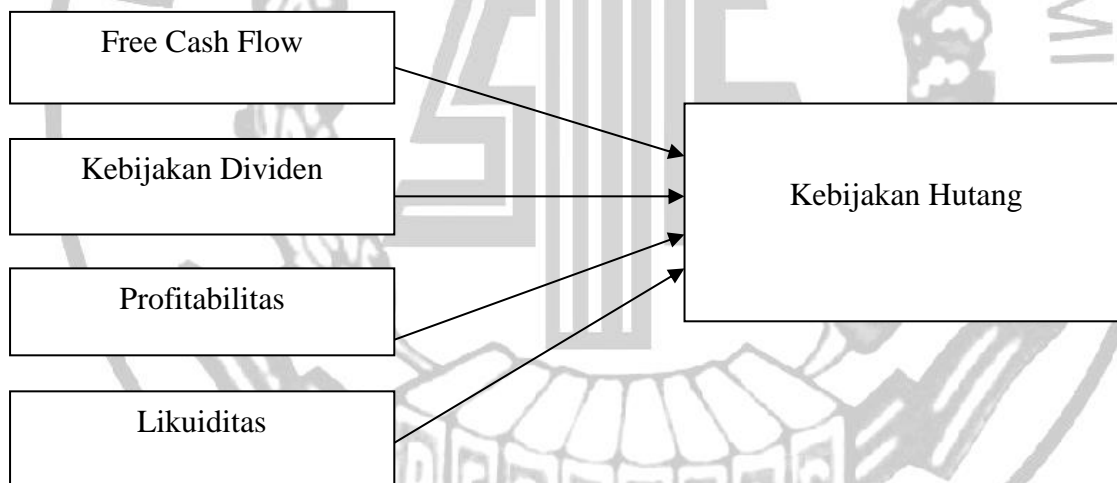 Free Cash Flow
Kebijakan Dividen
Kebijakan Hutang
Profitabilitas
Likuiditas